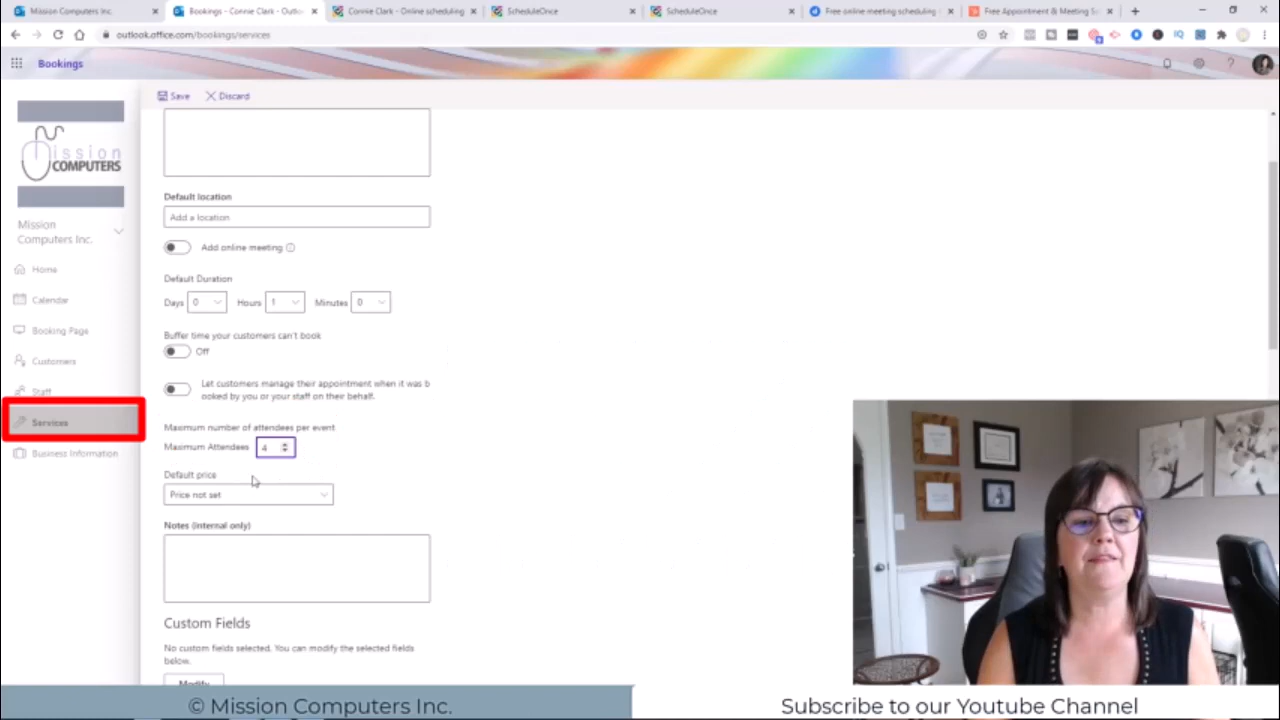 Mission Computers Inc.
Bookings - Connie Clark - Outlo
Connie Clark - Online scheduling
ScheduleOnce
ScheduleOnce
Free online meeting scheduling
Free Appointment & Meeting Sc
outlook.office.com/bookings/services
Bookings
Save
Discard
Mission
COMPUTERS
Mission
Computers Inc.
Home
Calendar
Booking Page
Customers
Staff
Services
Business Information
Default location
Add a location
Add online meeting
Default Duration
Days 0 Hours 1 Minutes 0
Buffer time your customers can't book
Off
Let customers manage their appointment when it was b
ooked by you or your staff on their behalf.
Maximum number of attendees per event
Maximum Attendees 4
Default price
Price not set
Notes (internal only)
Custom Fields
No custom fields selected. You can modify the selected fields
below.
Modify
© Mission Computers Inc.
Subscribe to our Youtube Channel